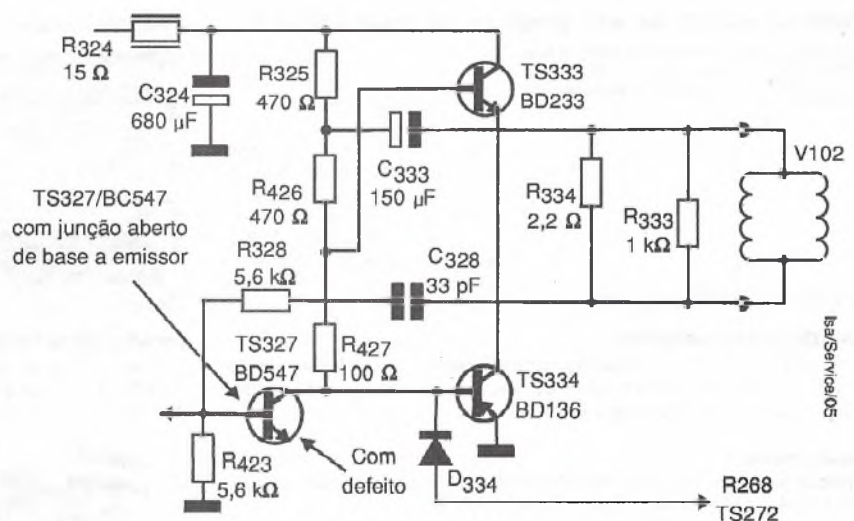 R324
15 Ω
C324
680 µF
R325
470 Ω
TS333
BD233
C333
150 µF
R426
470 Ω
R334
2,2 Ω
R333
1 kΩ
V102
TS327/BC547
com junção aberto
de base a emissor
R328
5,6 kΩ
C328
33 pF
TS327
BD547
R427
100 Ω
TS334
BD136
R423
5,6 kΩ
Com
defeito
D334
R268
TS272
Isa/Service/05